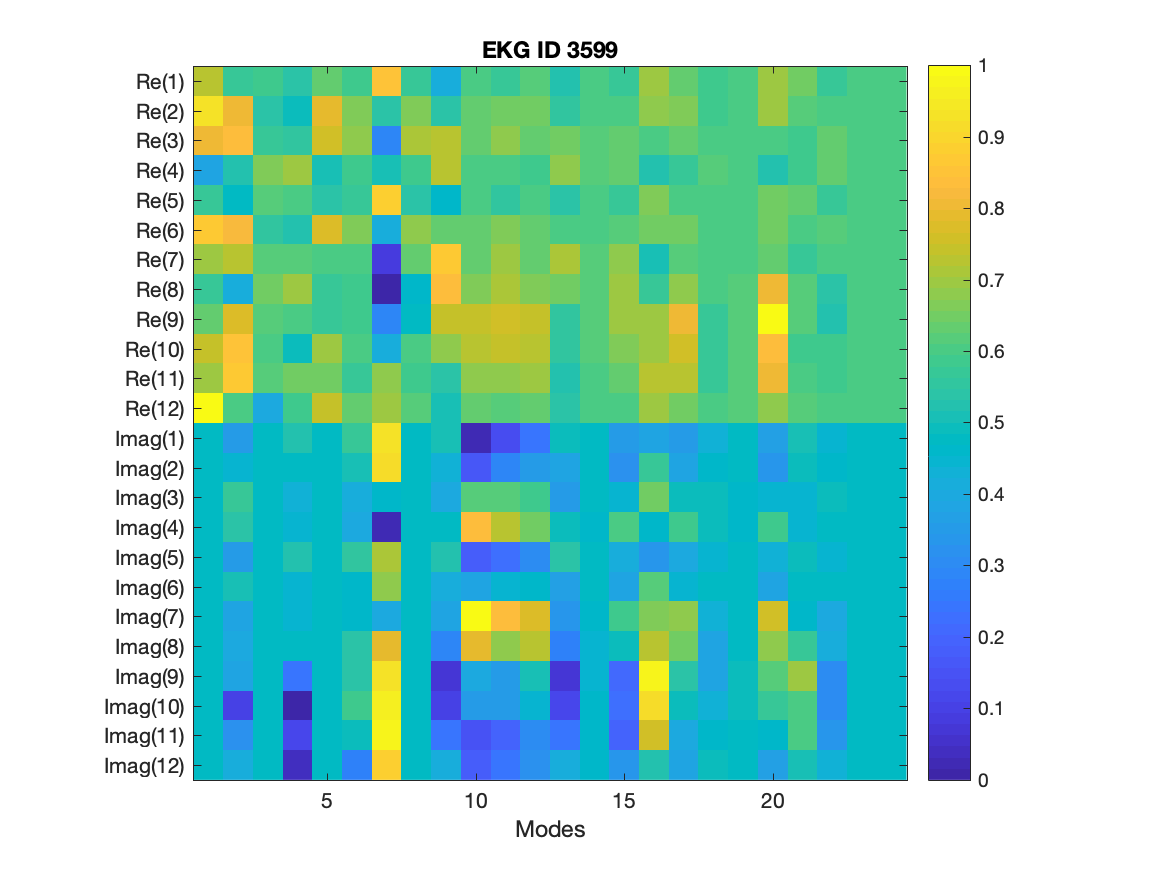 EKG ID 3599
Re(1)
Re(2)
Re(3)
Re(4)
Re(5)
Re(6)
Re(7)
Re(8)
Re(9)
Re(10)
Re(11)
Re(12)
Imag(1)
Imag(2)
Imag(3)
Imag(4)
Imag(5)
Imag(6)
Imag(7)
Imag(8)
Imag(9)
Imag(10)
Imag(11)
Imag(12)
5 10 15 20
Modes
1
0.9
0.8
0.7
0.6
0.5
0.4
0.3
0.2
0.1
0